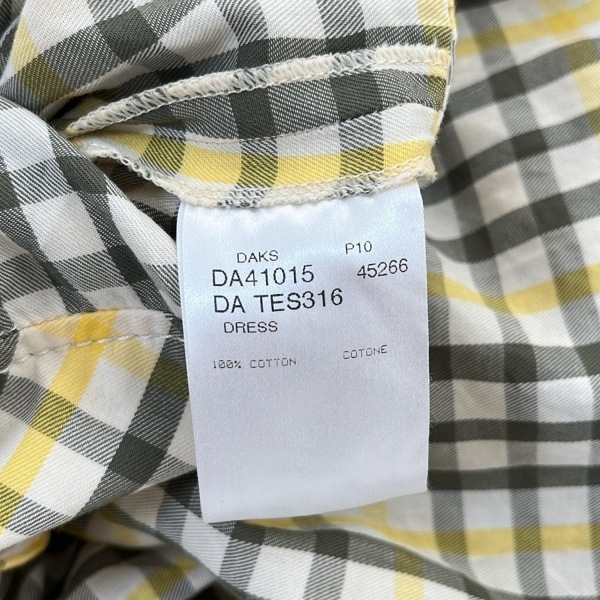 DAKS P10
DA41015 45266
DA TES316
DRESS
100% COTTON COTONE